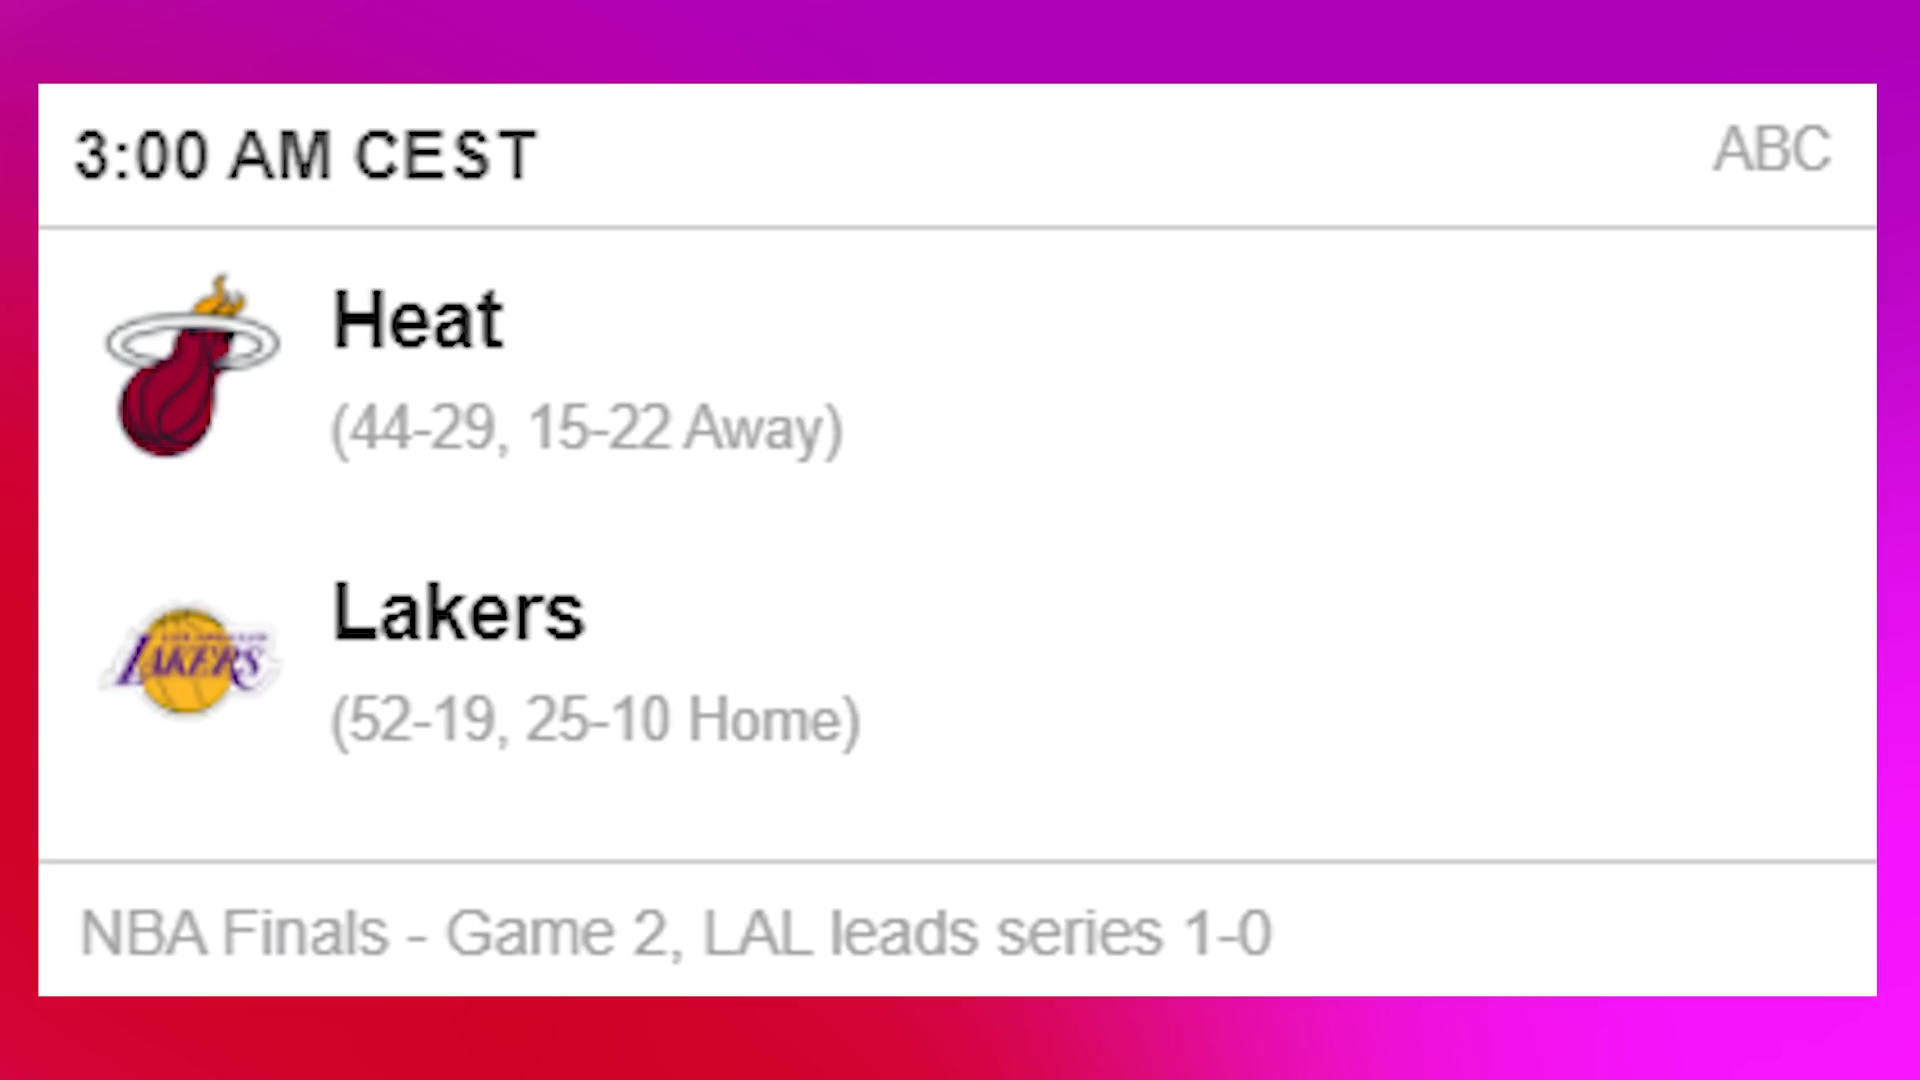 3:00 AM CEST
ABC
Heat
(44-29, 15-22 Away)
LAKERS
Lakers
(52-19, 25-10 Home)
NBA Finals - Game 2, LAL leads series 1-0